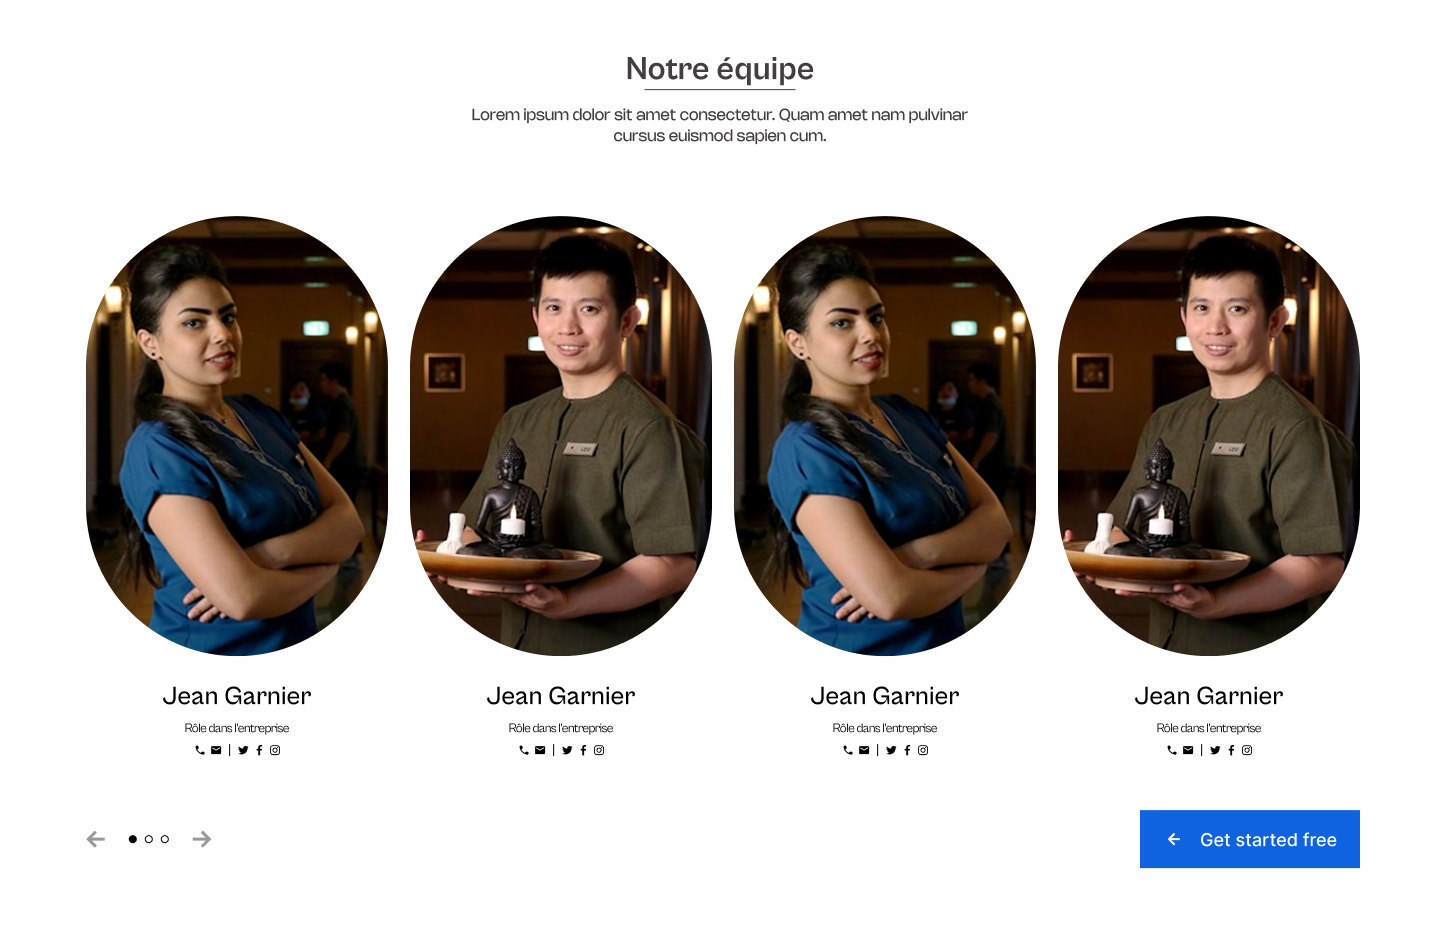 Notre équipe
Lorem ipsum dolor sit amet consectetur. Quam amet nam pulvinar
cursus euismod sapien cum.
Jean Garnier
Rôle dans l'entreprise
Jean Garnier
Rôle dans l'entreprise
Jean Garnier
Rôle dans l'entreprise
Jean Garnier
Rôle dans l'entreprise
Get started free